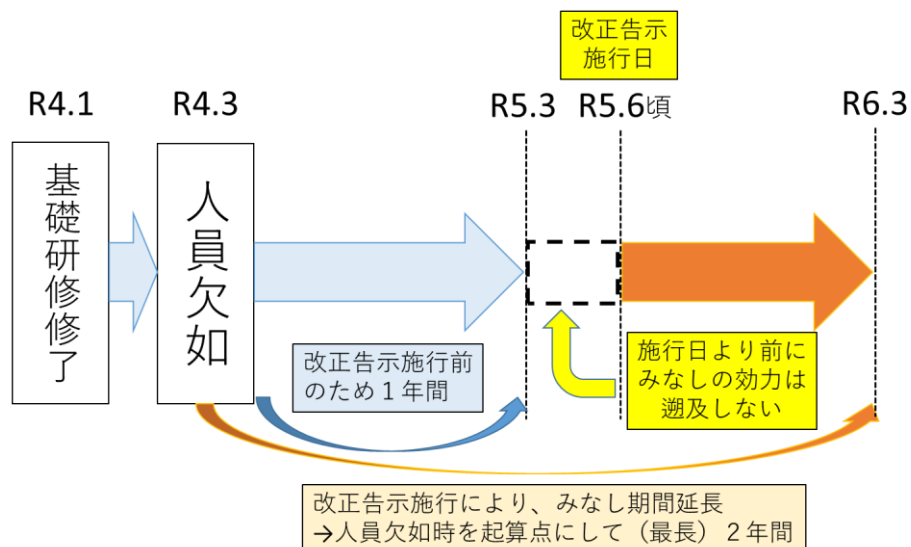 改正告示
施行日
R4.1
R4.3
R5.3
R5.6頃
R6.3
基礎研修修了
人員欠如
改正告示施行前
のため１年間
施行日より前に
みなしの効力は
遡及しない
改正告示施行により、みなし期間延長
→人員欠如時を起算点にして（最長）２年間